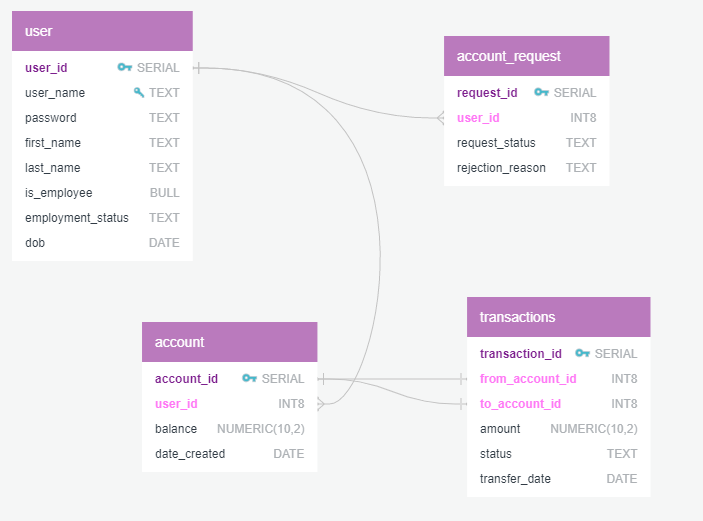 user
user_id SERIAL
user_name TEXT
password TEXT
first_name TEXT
last_name TEXT
is_employee BULL
employment_status TEXT
dob DATE
account_request
request_id SERIAL
user_id INT8
request_status TEXT
rejection_reason TEXT
account
account_id SERIAL
user_id INT8
balance NUMERIC(10,2)
date_created DATE
transactions
transaction_id SERIAL
from_account_id INT8
to_account_id INT8
amount NUMERIC(10,2)
status TEXT
transfer_date DATE